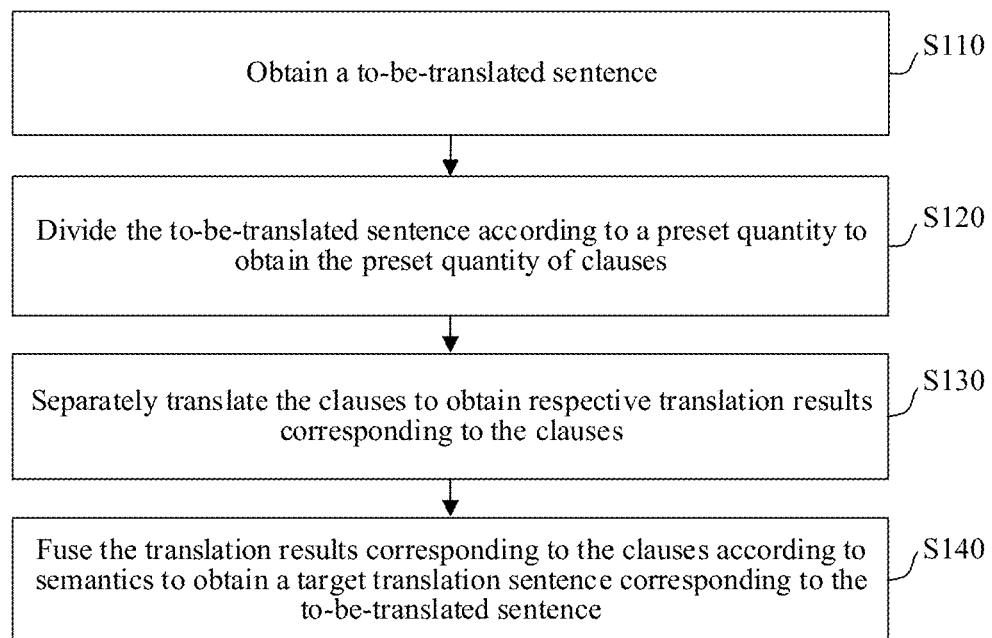 Obtain a to-be-translated sentence
S110
Divide the to-be-translated sentence according to a preset quantity to
obtain the preset quantity of clauses
S120
Separately translate the clauses to obtain respective translation results
corresponding to the clauses
S130
Fuse the translation results corresponding to the clauses according to
semantics to obtain a target translation sentence corresponding to the
to-be-translated sentence
S140